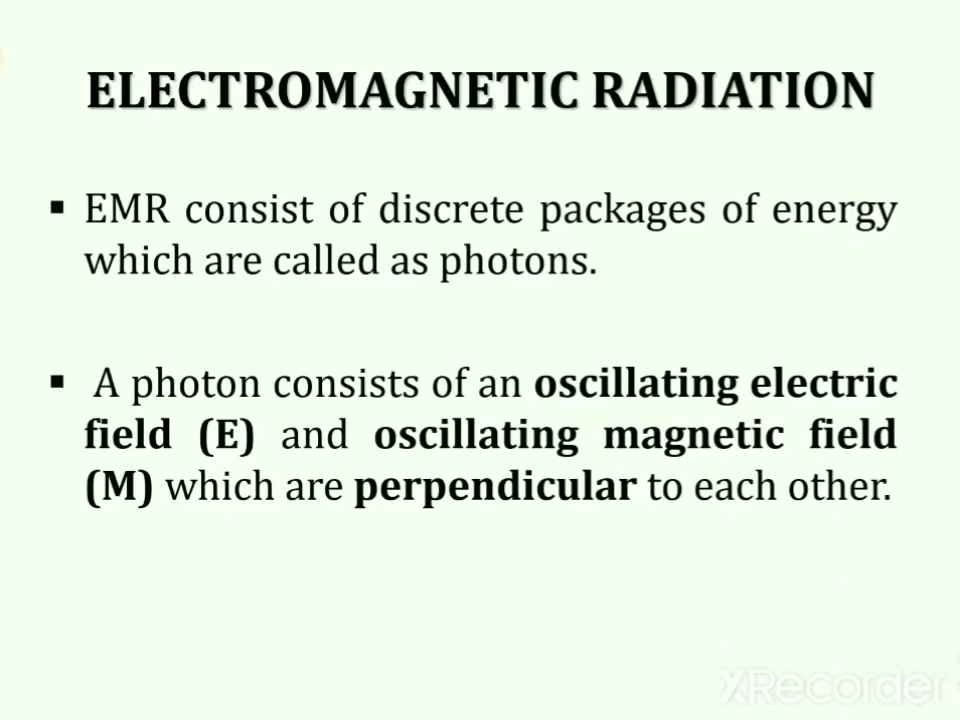 ELECTROMAGNETIC RADIATION
▪ EMR consist of discrete packages of energy
which are called as photons.
▪ A photon consists of an oscillating electric
field (E) and oscillating magnetic field
(M) which are perpendicular to each other.
XRecorder